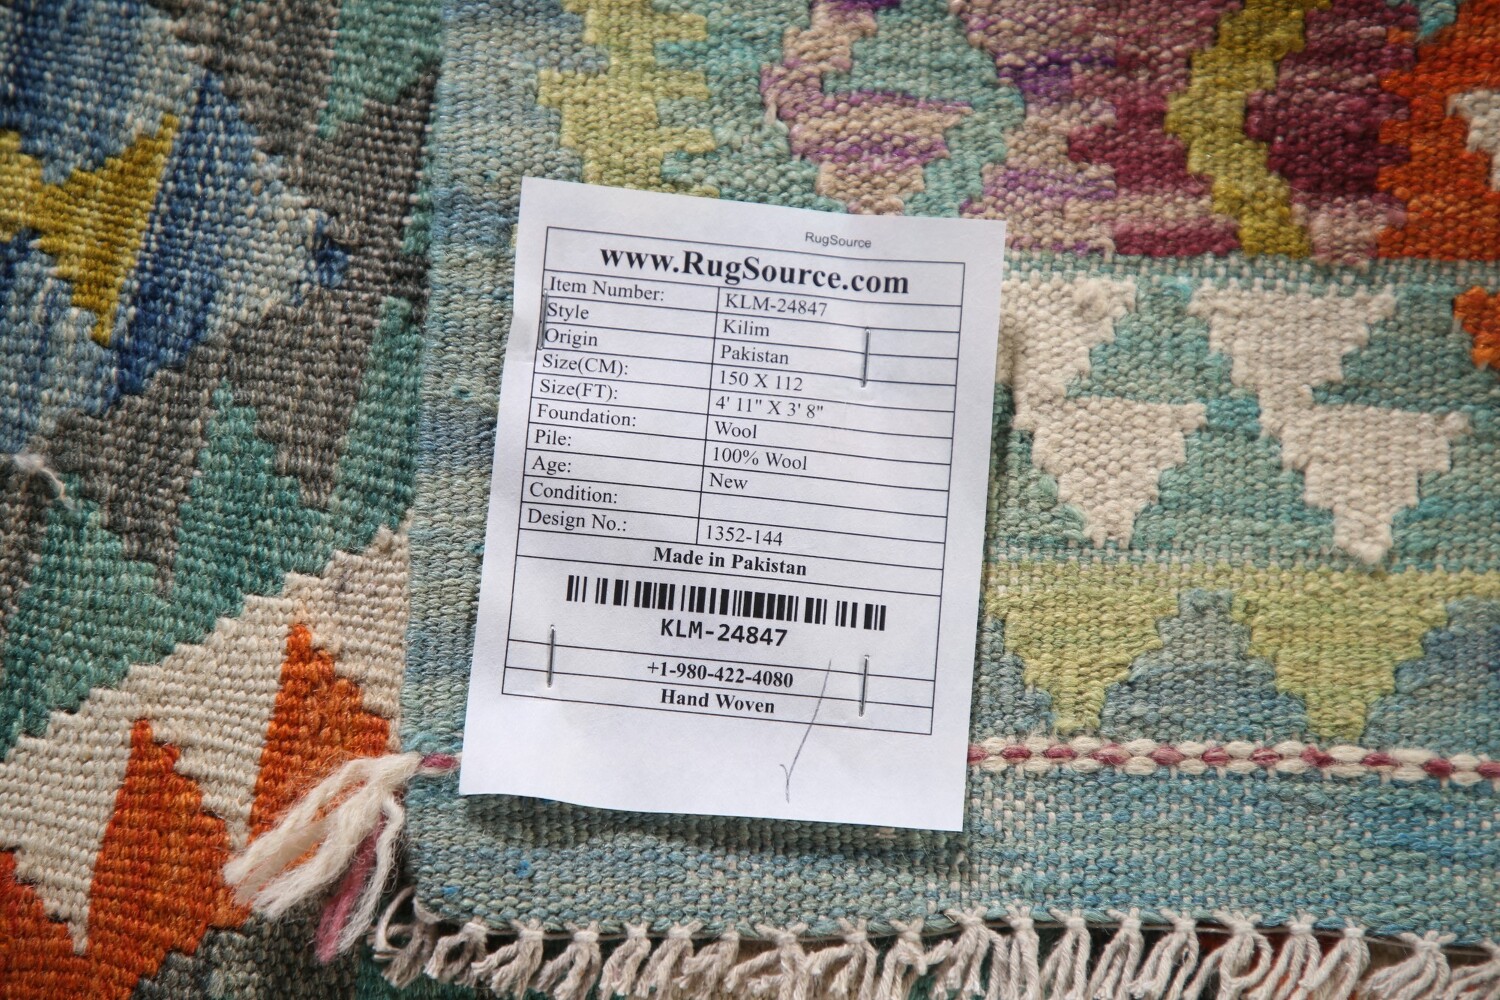 RugSource
www.RugSource.com
Item Number: KLM-24847
Style Kilim
Origin Pakistan
Size(CM): 150 X 112
Size(FT): 4' 11" X 3' 8"
Foundation: Wool
Pile: 100% Wool
Age: New
Condition:
Design No.: 1352-144
Made in Pakistan
KLM-24847
+1-980-422-4080
Hand Woven